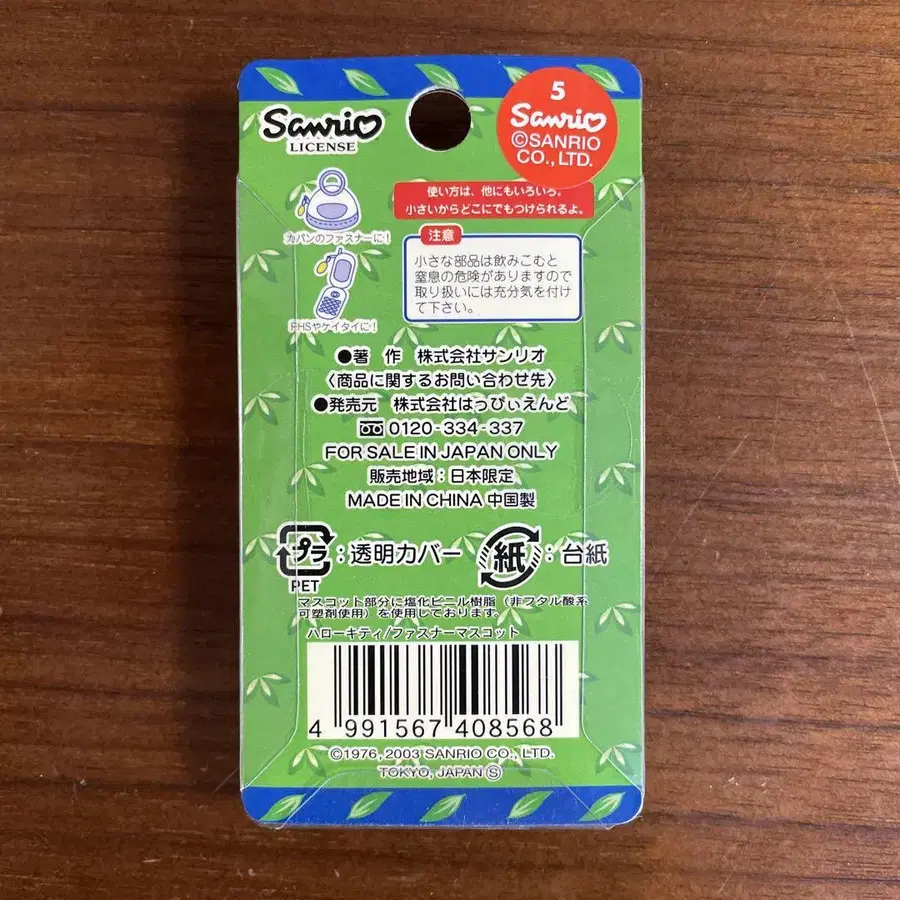 Sanrio
LICENSE
5
Sanrio
©SANRIO
CO., LTD.
使い方は、他にもいろいろ。
小さいからどこにでもつけられるよ。
カバンのファスナーに!
PHSやケイタイに!
注意
小さな部品は飲みこむと
窒息の危険がありますので
取り扱いには充分気を付け
て下さい。
●著 作 株式会社サンリオ
〈商品に関するお問い合わせ先〉
●発売元 株式会社はっぴぃえんど
0120-334-337
FOR SALE IN JAPAN ONLY
販売地域:日本限定
MADE IN CHINA 中国製
プラ:透明カバー
PET
紙:台紙
マスコット部分に塩化ビニル樹脂(非フタル酸系
可塑剤使用)を使用しております。
ハローキティ/ファスナーマスコット
4 991567 408568
©1976, 2003 SANRIO CO., LTD.
TOKYO, JAPAN Ⓢ